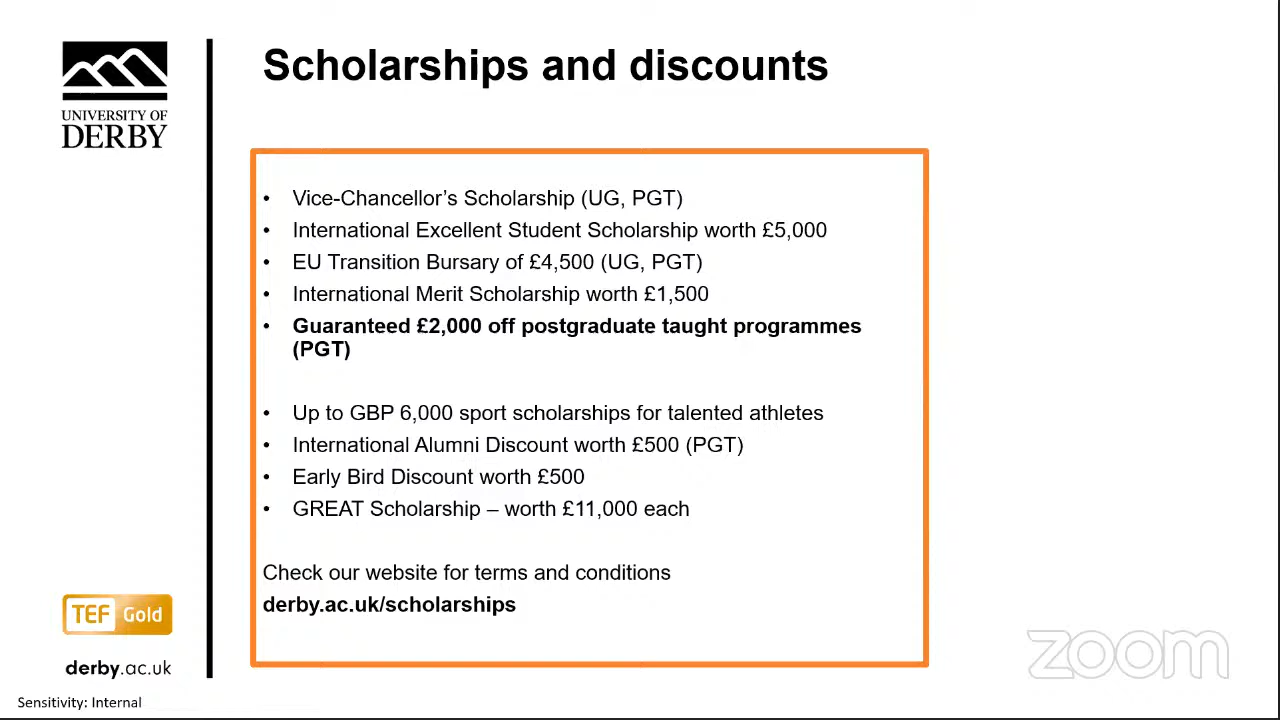 UNIVERSITY OF
DERBY
Scholarships and discounts
• Vice-Chancellor’s Scholarship (UG, PGT)
• International Excellent Student Scholarship worth £5,000
• EU Transition Bursary of £4,500 (UG, PGT)
• International Merit Scholarship worth £1,500
• Guaranteed £2,000 off postgraduate taught programmes
(PGT)
• Up to GBP 6,000 sport scholarships for talented athletes
• International Alumni Discount worth £500 (PGT)
• Early Bird Discount worth £500
• GREAT Scholarship – worth £11,000 each
Check our website for terms and conditions
derby.ac.uk/scholarships
TEF Gold
derby.ac.uk
Sensitivity: Internal
zoom